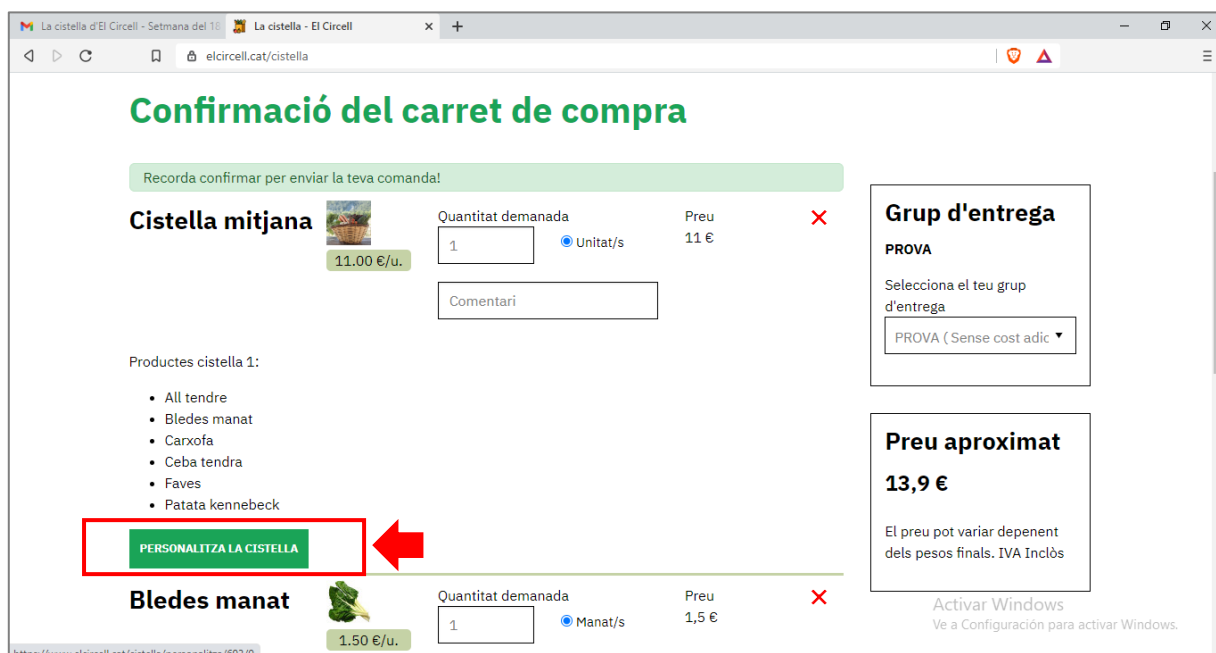 La cistella d'El Circell - Setmana del 18
La cistella - El Circell
elcircell.cat/cistella
Confirmació del carret de compra
Recorda confirmar per enviar la teva comanda!
Cistella mitjana
11.00 €/u.
Quantitat demanada
1
Unitat/s
Preu
11 €
Comentari
Productes cistella 1:
All tendre
Bledes manat
Carxofa
Ceba tendra
Faves
Patata kennebeck
PERSONALITZA LA CISTELLA
Bledes manat
1.50 €/u.
Quantitat demanada
1
Manat/s
Preu
1,5 €
Grup d'entrega
PROVA
Selecciona el teu grup
d'entrega
PROVA ( Sense cost adic
Preu aproximat
13,9 €
El preu pot variar depenent
dels pesos finals. IVA Inclòs
Activar Windows
Ve a Configuración para activar Windows.